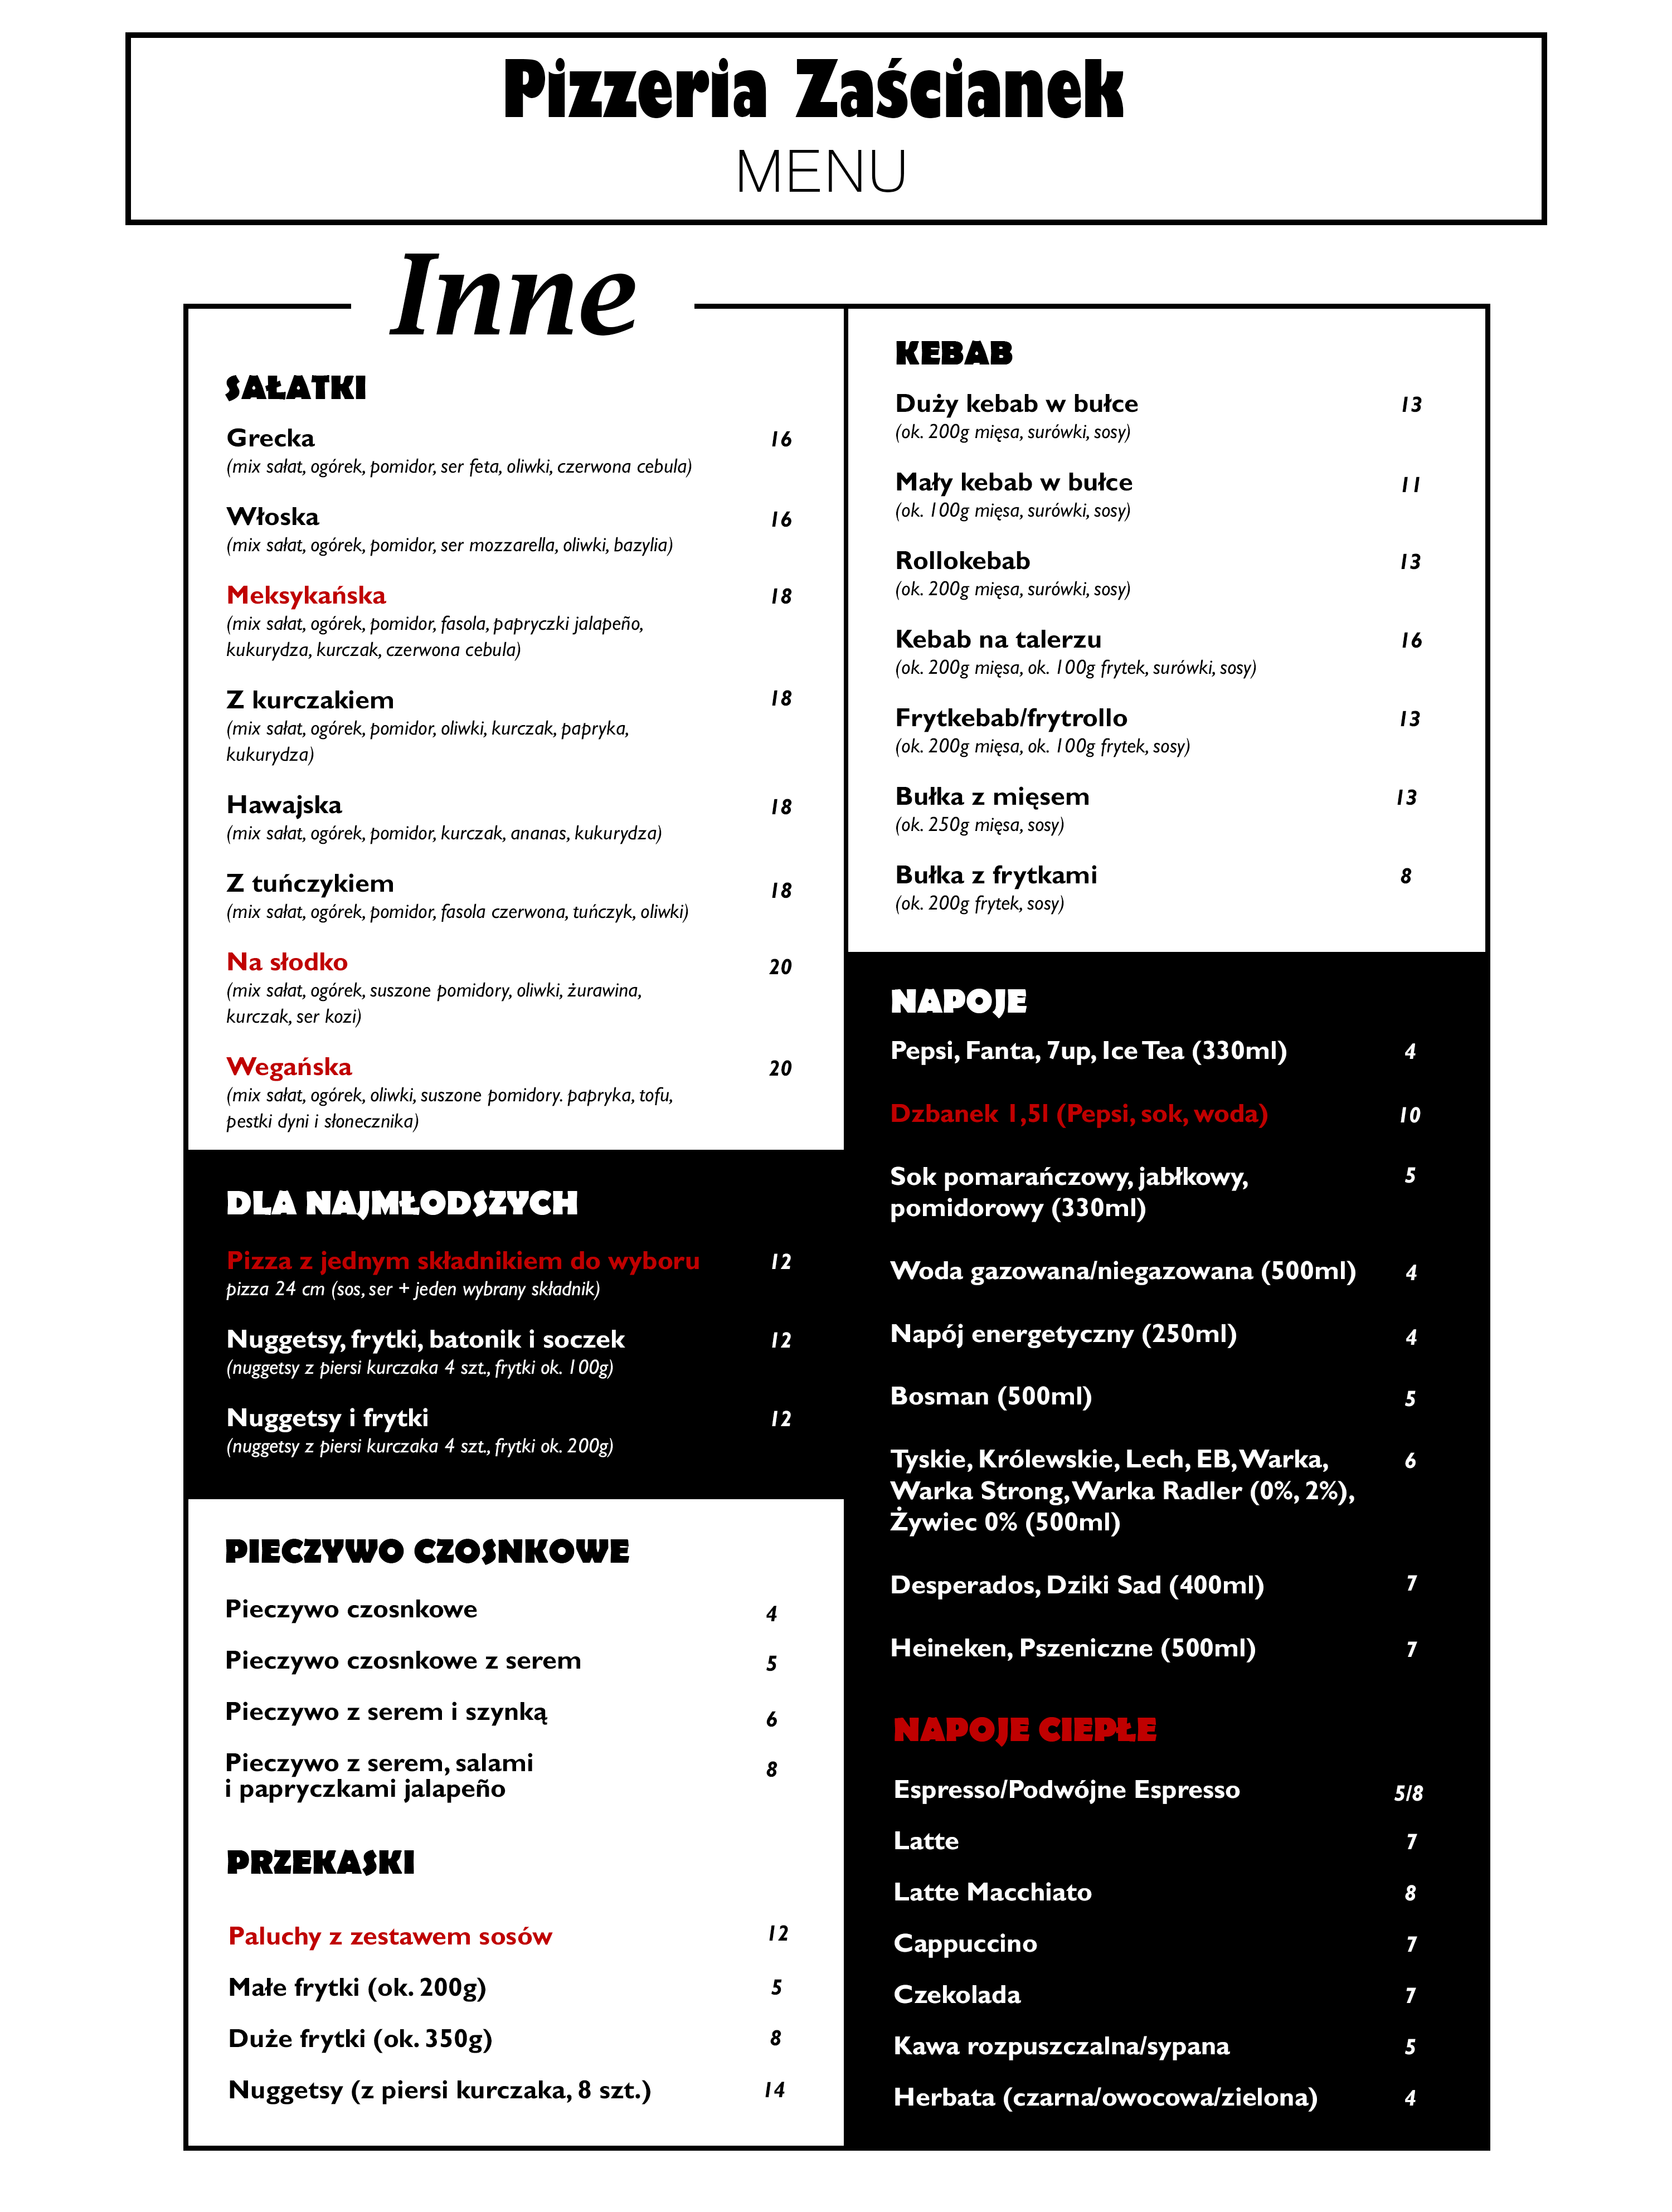 Pizzeria Zaścianek
MENU
Inne
SAŁATKI
Grecka 16
(mix sałat, ogórek, pomidor, ser feta, oliwki, czerwona cebula)
Włoska 16
(mix sałat, ogórek, pomidor, ser mozzarella, oliwki, bazylia)
Meksykańska 18
(mix sałat, ogórek, pomidor, fasola, papryczki jalapeño,
kukurydza, kurczak, czerwona cebula)
Z kurczakiem 18
(mix sałat, ogórek, pomidor, oliwki, kurczak, papryka,
kukurydza)
Hawajska 18
(mix sałat, ogórek, pomidor, kurczak, ananas, kukurydza)
Z tuńczykiem 18
(mix sałat, ogórek, pomidor, fasola czerwona, tuńczyk, oliwki)
Na słodko 20
(mix sałat, ogórek, suszone pomidory, oliwki, żurawina,
kurczak, ser kozi)
Wegańska 20
(mix sałat, ogórek, oliwki, suszone pomidory. papryka, tofu,
pestki dyni i słonecznika)
DLA NAJMŁODSZYCH
Pizza z jednym składnikiem do wyboru 12
pizza 24 cm (sos, ser + jeden wybrany składnik)
Nuggetsy, frytki, batonik i soczek 12
(nuggetsy z piersi kurczaka 4 szt., frytki ok. 100g)
Nuggetsy i frytki 12
(nuggetsy z piersi kurczaka 4 szt., frytki ok. 200g)
PIECZYWO CZOSNKOWE
Pieczywo czosnkowe 4
Pieczywo czosnkowe z serem 5
Pieczywo z serem i szynką 6
Pieczywo z serem, salami 8
i papryczkami jalapeño
PRZEKASKI
Paluchy z zestawem sosów 12
Małe frytki (ok. 200g) 5
Duże frytki (ok. 350g) 8
Nuggetsy (z piersi kurczaka, 8 szt.) 14
KEBAB
Duży kebab w bułce 13
(ok. 200g mięsa, surówki, sosy)
Mały kebab w bułce 11
(ok. 100g mięsa, surówki, sosy)
Rollokebab 13
(ok. 200g mięsa, surówki, sosy)
Kebab na talerzu 16
(ok. 200g mięsa, ok. 100g frytek, surówki, sosy)
Frytkebab/frytrollo 13
(ok. 200g mięsa, ok. 100g frytek, sosy)
Bułka z mięsem 13
(ok. 250g mięsa, sosy)
Bułka z frytkami 8
(ok. 200g frytek, sosy)
NAPOJE
Pepsi, Fanta, 7up, Ice Tea (330ml) 4
Dzbanek 1,5l (Pepsi, sok, woda) 10
Sok pomarańczowy, jabłkowy, 5
pomidorowy (330ml)
Woda gazowana/niegazowana (500ml) 4
Napój energetyczny (250ml) 4
Bosman (500ml) 5
Tyskie, Królewskie, Lech, EB, Warka, 6
Warka Strong, Warka Radler (0%, 2%),
Żywiec 0% (500ml)
Desperados, Dziki Sad (400ml) 7
Heineken, Pszeniczne (500ml) 7
NAPOJE CIEPŁE
Espresso/Podwójne Espresso 5/8
Latte 7
Latte Macchiato 8
Cappuccino 7
Czekolada 7
Kawa rozpuszczalna/sypana 5
Herbata (czarna/owocowa/zielona) 4